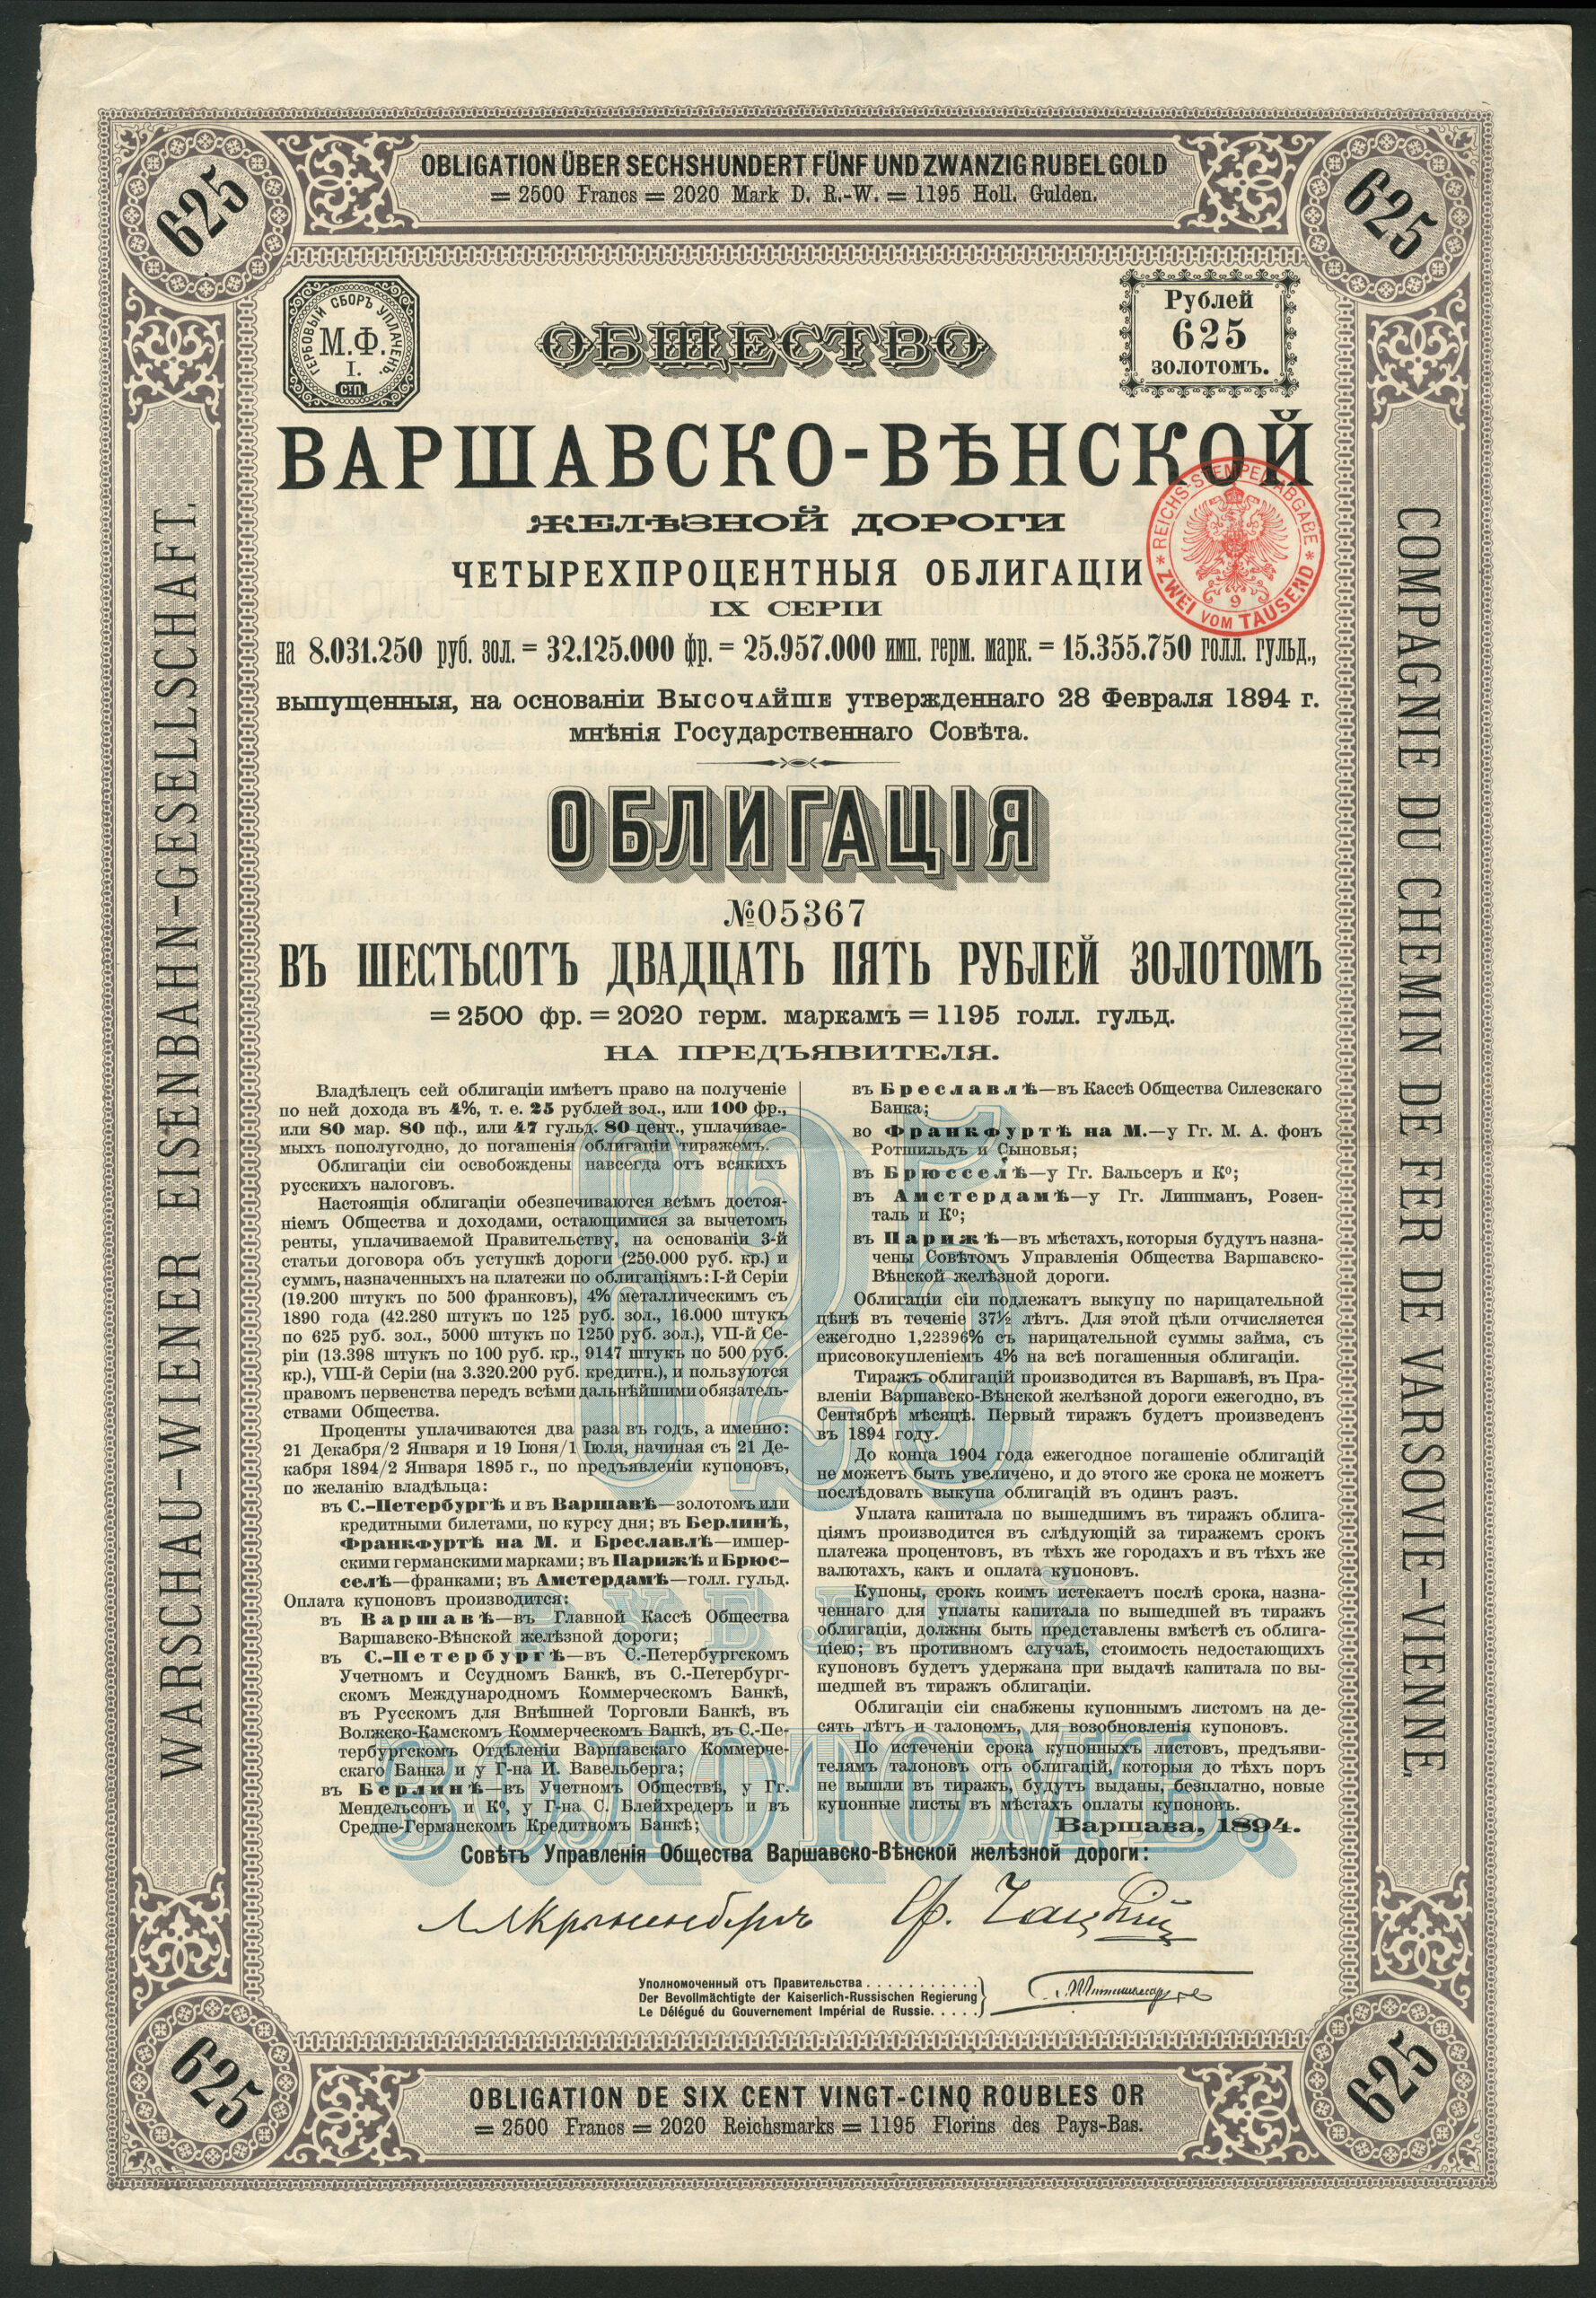 OBLIGATION ÜBER SECHSHUNDERT FÜNF UND ZWANZIG RUBEL GOLD
= 2500 Francs = 2020 Mark D. R.-W. = 1195 Holl. Gulden.
625
625
ГЕРБОВЫЙ СБОРЪ УПЛАЧЕНЪ.
М.Ф.
I.
СТП.
Рублей
625
золотомъ.
ОБЩЕСТВО
ВАРШАВСКО-ВѢНСКОЙ
ЖЕЛѢЗНОЙ ДОРОГИ
REICHS-STEMPELABGABE
9
ZWEI VOM TAUSEND
ЧЕТЫРЕХПРОЦЕНТНЫЯ ОБЛИГАЦІИ
IX СЕРІИ
на 8.031.250 руб. зол. = 32.125.000 фр. = 25.957.000 имп. герм. марк. = 15.355.750 голл. гульд.,
выпущенныя, на основаніи ВЫСОЧАЙШЕ утвержденнаго 28 Февраля 1894 г.
мнѣнія Государственнаго Совѣта.
ОБЛИГАЦІЯ
№05367
ВЪ ШЕСТЬСОТЪ ДВАДЦАТЬ ПЯТЬ РУБЛЕЙ ЗОЛОТОМЪ
= 2500 фр. = 2020 герм. маркамъ = 1195 голл. гульд.
НА ПРЕДЪЯВИТЕЛЯ.
WARSCHAU-WIENER EISENBAHN-GESELLSCHAFT.
COMPAGNIE DU CHEMIN DE FER DE VARSOVIE-VIENNE.
625
РУБЛЕЙ
ЗОЛОТОМЪ.
Владѣлецъ сей облигаціи имѣетъ право на полученіе
по ней дохода въ 4%, т. е. 25 рублей зол., или 100 фр.,
или 80 мар. 80 пф., или 47 гульд. 80 цент., уплачивае-
мыхъ пополугодно, до погашенія облигаціи тиражемъ.
Облигаціи сіи освобождены навсегда отъ всякихъ
русскихъ налоговъ.
Настоящія облигаціи обезпечиваются всѣмъ достоя-
ніемъ Общества и доходами, остающимися за вычетомъ
ренты, уплачиваемой Правительству, на основаніи 3-й
статьи договора объ уступкѣ дороги (250.000 руб. кр.) и
суммъ, назначенныхъ на платежи по облигаціямъ: I-й Серіи
(19.200 штукъ по 500 франковъ), 4% металлическимъ съ
1890 года (42.280 штукъ по 125 руб. зол., 16.000 штукъ
по 625 руб. зол., 5000 штукъ по 1250 руб. зол.), VII-й Се-
ріи (13.398 штукъ по 100 руб. кр., 9147 штукъ по 500 руб.
кр.), VIII-й Серіи (на 3.320.200 руб. кредитн.), и пользуются
правомъ первенства передъ всѣми дальнѣйшими обязатель-
ствами Общества.
Проценты уплачиваются два раза въ годъ, а именно:
21 Декабря/2 Января и 19 Іюня/1 Іюля, начиная съ 21 Де-
кабря 1894/2 Января 1895 г., по предъявленіи купоновъ,
по желанію владѣльца:
въ С.-Петербургѣ и въ Варшавѣ—золотомъ или
кредитными билетами, по курсу дня; въ Берлинѣ,
Франкфуртѣ на М. и Бреславлѣ—импер-
скими германскими марками; въ Парижѣ и Брюс-
селѣ—франками; въ Амстердамѣ—голл. гульд.
Оплата купоновъ производится:
въ Варшавѣ—въ Главной Кассѣ Общества
Варшавско-Вѣнской желѣзной дороги;
въ С.-Петербургѣ—въ С.-Петербургскомъ
Учетномъ и Ссудномъ Банкѣ, въ С.-Петербург-
скомъ Международномъ Коммерческомъ Банкѣ,
въ Русскомъ для Внѣшней Торговли Банкѣ, въ
Волжско-Камскомъ Коммерческомъ Банкѣ, въ С.-Пе-
тербургскомъ Отдѣленіи Варшавскаго Коммерче-
скаго Банка и у Г-на И. Вавельберга;
въ Берлинѣ—въ Учетномъ Обществѣ, у Гг.
Мендельсонъ и Ко, у Г-на С. Блейхредеръ и въ
Средне-Германскомъ Кредитномъ Банкѣ;
въ Бреславлѣ—въ Кассѣ Общества Силезскаго
Банка;
во Франкфуртѣ на М.—у Гг. М. А. фонъ
Ротшильдъ и Сыновья;
въ Брюсселѣ—у Гг. Бальсеръ и Ко;
въ Амстердамѣ—у Гг. Липпманъ, Розен-
таль и Ко;
въ Парижѣ—въ мѣстахъ, которыя будутъ назна-
чены Совѣтомъ Управленія Общества Варшавско-
Вѣнской желѣзной дороги.
Облигаціи сіи подлежатъ выкупу по нарицательной
цѣнѣ въ теченіе 37½ лѣтъ. Для этой цѣли отчисляется
ежегодно 1,22396% съ нарицательной суммы займа, съ
присовокупленіемъ 4% на всѣ погашенныя облигаціи.
Тиражъ облигацій производится въ Варшавѣ, въ Пра-
вленіи Варшавско-Вѣнской желѣзной дороги ежегодно, въ
Сентябрѣ мѣсяцѣ. Первый тиражъ будетъ произведенъ
въ 1894 году.
До конца 1904 года ежегодное погашеніе облигацій
не можетъ быть увеличено, и до этого же срока не можетъ
послѣдовать выкупа облигацій въ одинъ разъ.
Уплата капитала по вышедшимъ въ тиражъ облига-
ціямъ производится въ слѣдующій за тиражемъ срокъ
платежа процентовъ, въ тѣхъ же городахъ и въ тѣхъ же
валютахъ, какъ и оплата купоновъ.
Купоны, срокъ коимъ истекаетъ послѣ срока, назна-
ченнаго для уплаты капитала по вышедшей въ тиражъ
облигаціи, должны быть представлены вмѣстѣ съ облига-
ціею; въ противномъ случаѣ, стоимость недостающихъ
купоновъ будетъ удержана при выдачѣ капитала по вы-
шедшей въ тиражъ облигаціи.
Облигаціи сіи снабжены купоннымъ листомъ на де-
сять лѣтъ и талономъ, для возобновленія купоновъ.
По истеченіи срока купонныхъ листовъ, предъяви-
телямъ талоновъ отъ облигацій, которыя до тѣхъ поръ
не вышли въ тиражъ, будутъ выданы, безплатно, новые
купонные листы въ мѣстахъ оплаты купоновъ.
Варшава, 1894.
Совѣтъ Управленія Общества Варшавско-Вѣнской желѣзной дороги:
Уполномоченный отъ Правительства . . . . . . . . . . .
Der Bevollmächtigte der Kaiserlich-Russischen Regierung
Le Délégué du Gouvernement Impérial de Russie. . . . .
625
625
OBLIGATION DE SIX CENT VINGT-CINQ ROUBLES OR
= 2500 Francs = 2020 Reichsmarks = 1195 Florins des Pays-Bas.